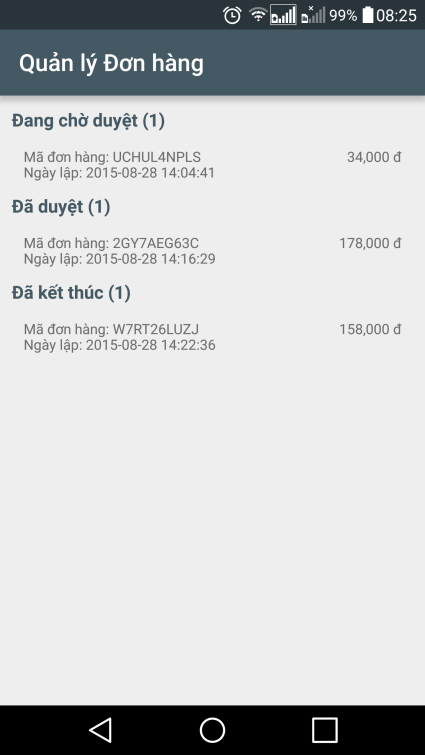 99% 08:25
Quản lý Đơn hàng
Đang chờ duyệt (1)
Mã đơn hàng: UCHUL4NPLS 34,000 đ
Ngày lập: 2015-08-28 14:04:41
Đã duyệt (1)
Mã đơn hàng: 2GY7AEG63C 178,000 đ
Ngày lập: 2015-08-28 14:16:29
Đã kết thúc (1)
Mã đơn hàng: W7RT26LUZJ 158,000 đ
Ngày lập: 2015-08-28 14:22:36